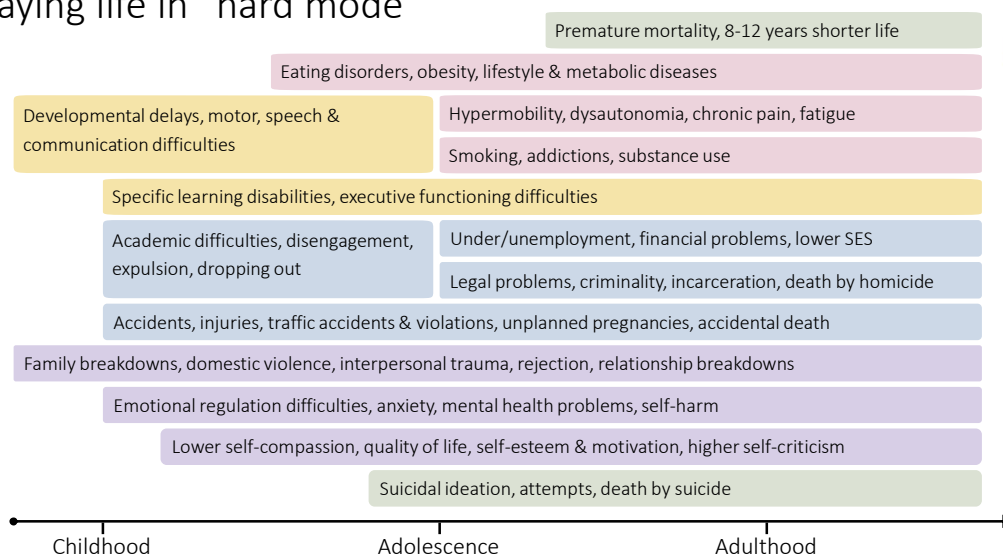 aying life in "hard mode"
Premature mortality, 8-12 years shorter life
Eating disorders, obesity, lifestyle & metabolic diseases
Developmental delays, motor, speech &
communication difficulties
Hypermobility, dysautonomia, chronic pain, fatigue
Smoking, addictions, substance use
Specific learning disabilities, executive functioning difficulties
Academic difficulties, disengagement,
expulsion, dropping out
Under/unemployment, financial problems, lower SES
Legal problems, criminality, incarceration, death by homicide
Accidents, injuries, traffic accidents & violations, unplanned pregnancies, accidental death
Family breakdowns, domestic violence, interpersonal trauma, rejection, relationship breakdowns
Emotional regulation difficulties, anxiety, mental health problems, self-harm
Lower self-compassion, quality of life, self-esteem & motivation, higher self-criticism
Suicidal ideation, attempts, death by suicide
Childhood
Adolescence
Adulthood